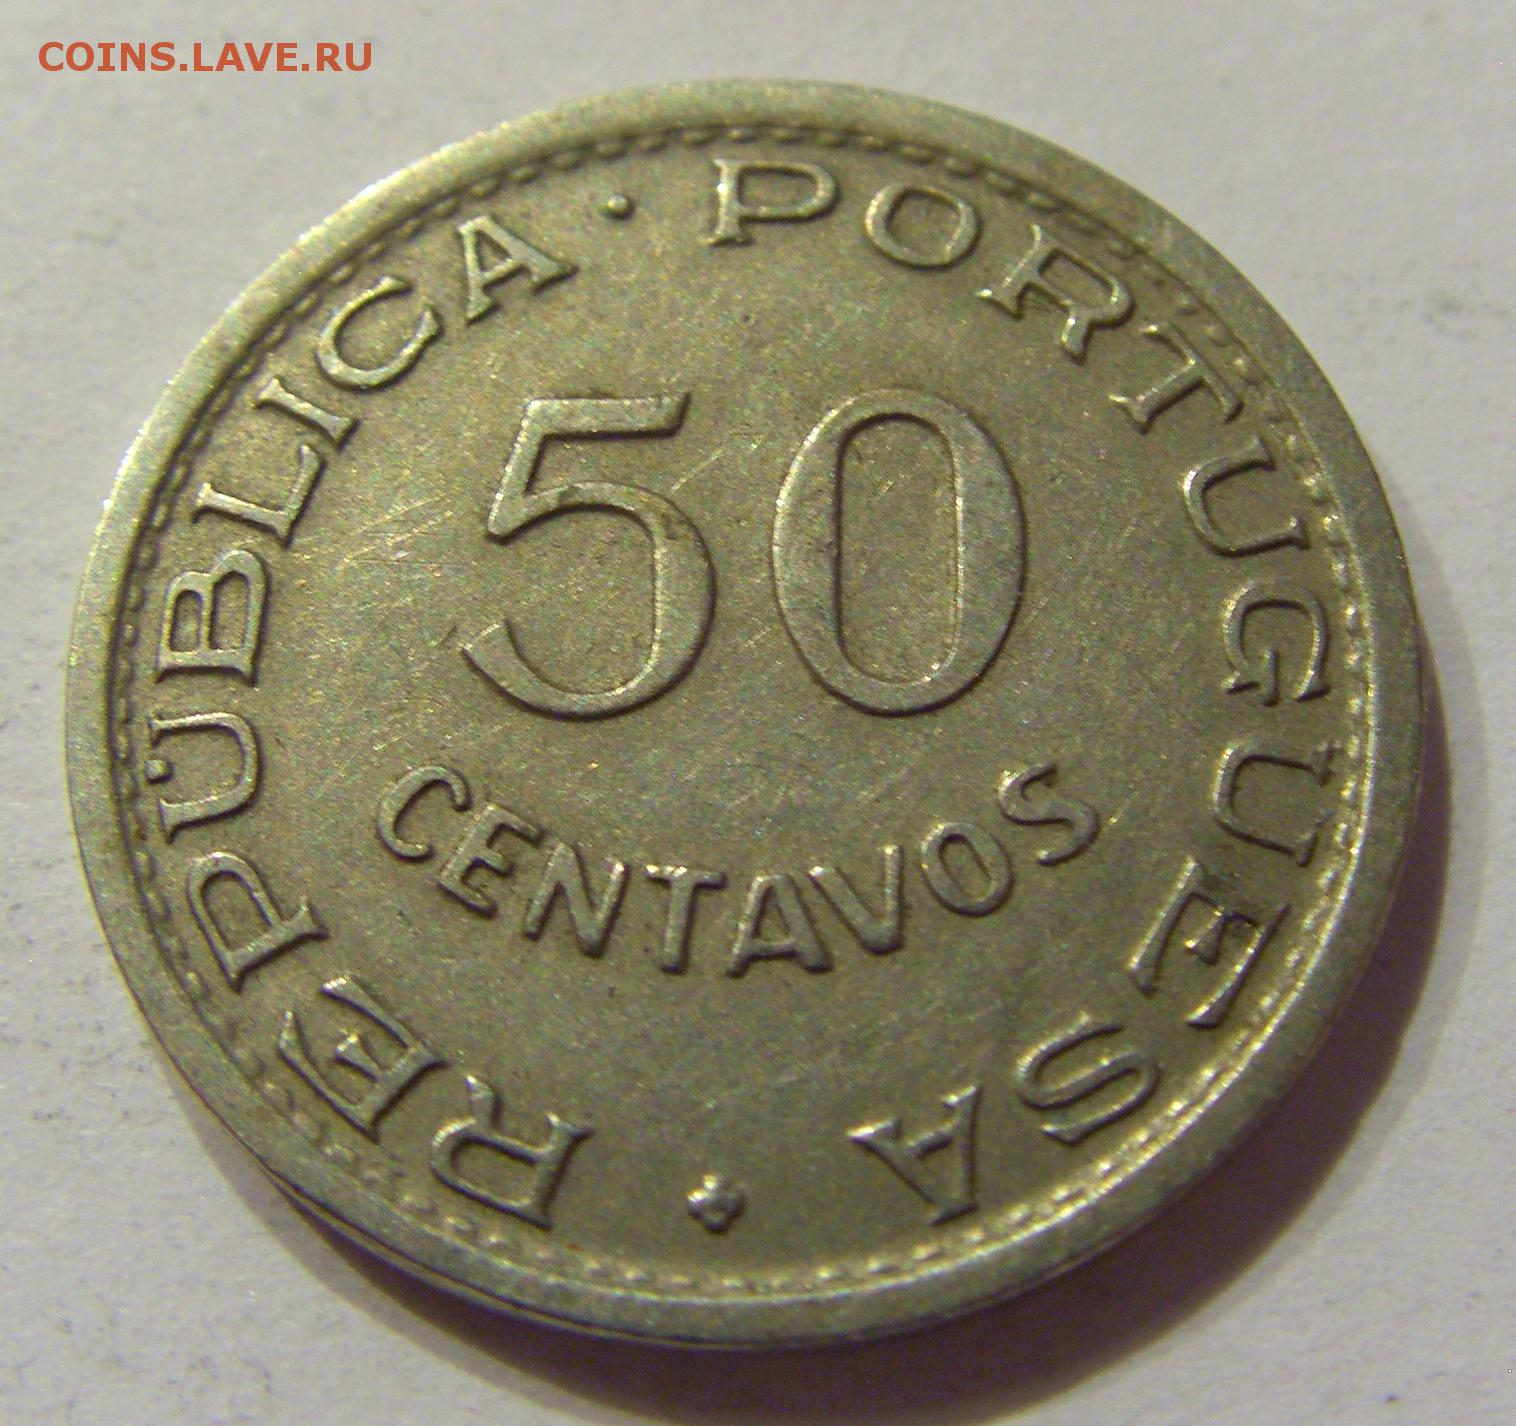 COINS.LAVE.RU
REPÚBLICA · PORTUGUESA
50
CENTAVOS